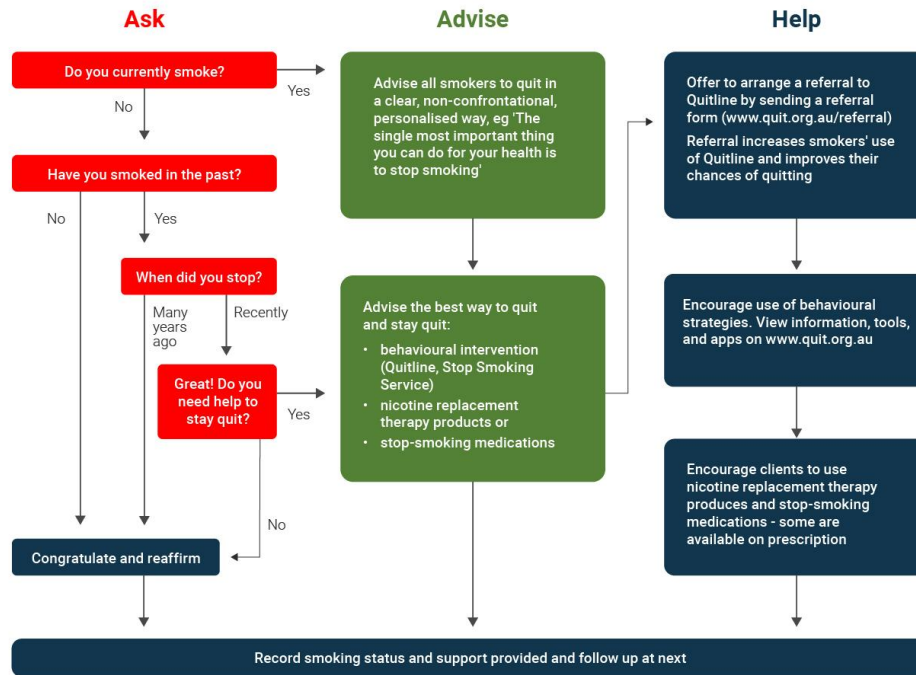 Ask
Do you currently smoke?
Yes
No
Have you smoked in the past?
No
Yes
When did you stop?
Many
years
ago
Recently
Great! Do you
need help to
stay quit?
Yes
No
Congratulate and reaffirm
Advise
Advise all smokers to quit in
a clear, non-confrontational,
personalised way, eg 'The
single most important thing
you can do for your health is
to stop smoking'
Advise the best way to quit
and stay quit:
• behavioural intervention
(Quitline, Stop Smoking
Service)
• nicotine replacement
therapy products or
• stop-smoking medications
Help
Offer to arrange a referral to
Quitline by sending a referral
form (www.quit.org.au/referral)
Referral increases smokers' use
of Quitline and improves their
chances of quitting
Encourage use of behavioural
strategies. View information, tools,
and apps on www.quit.org.au
Encourage clients to use
nicotine replacement therapy
produces and stop-smoking
medications - some are
available on prescription
Record smoking status and support provided and follow up at next